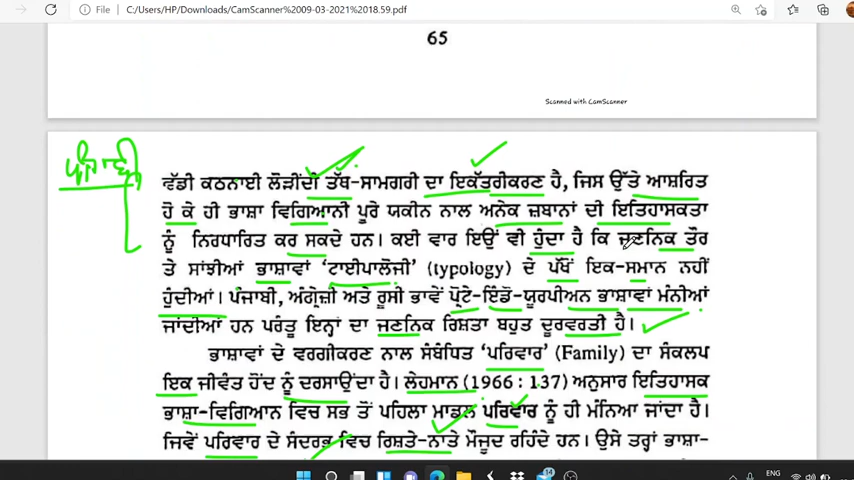 File
C:/Users/HP/Downloads/CamScanner%2009-03-2021%2018.59.pdf
65
Scanned with CamScanner
ਵੱਡੀ ਕਠਨਾਈ ਲੋੜੀਂਦੀ ਤੱਥ-ਸਾਮਗਰੀ ਦਾ ਇਕੱਤਰੀਕਰਣ ਹੈ, ਜਿਸ ਉੱਤੇ ਆਸ਼ਰਿਤ
ਹੋ ਕੇ ਹੀ ਭਾਸ਼ਾ ਵਿਗਿਆਨੀ ਪੂਰੇ ਯਕੀਨ ਨਾਲ ਅਨੇਕ ਜ਼ਬਾਨਾਂ ਦੀ ਇਤਿਹਾਸਕਤਾ
ਨੂੰ ਨਿਰਧਾਰਿਤ ਕਰ ਸਕਦੇ ਹਨ। ਕਈ ਵਾਰ ਇਉਂ ਵੀ ਹੁੰਦਾ ਹੈ ਕਿ ਜਣਨਿਕ ਤੌਰ
ਤੇ ਸਾਂਝੀਆਂ ਭਾਸ਼ਾਵਾਂ ‘ਟਾਈਪਾਲੋਜੀ’ (typology) ਦੇ ਪੱਖੋਂ ਇਕ-ਸਮਾਨ ਨਹੀਂ
ਹੁੰਦੀਆਂ। ਪੰਜਾਬੀ, ਅੰਗ੍ਰੇਜ਼ੀ ਅਤੇ ਰੂਸੀ ਭਾਵੇਂ ਪ੍ਰੋਟੇ-ਇੰਡੋ-ਯੂਰਪੀਅਨ ਭਾਸ਼ਾਵਾਂ ਮੰਨੀਆਂ
ਜਾਂਦੀਆਂ ਹਨ ਪਰੰਤੂ ਇਨ੍ਹਾਂ ਦਾ ਜਣਨਿਕ ਰਿਸ਼ਤਾ ਬਹੁਤ ਦੂਰਵਰਤੀ ਹੈ।
ਭਾਸ਼ਾਵਾਂ ਦੇ ਵਰਗੀਕਰਣ ਨਾਲ ਸੰਬੰਧਿਤ ‘ਪਰਿਵਾਰ’ (Family) ਦਾ ਸੰਕਲਪ
ਇਕ ਜੀਵੰਤ ਹੋਂਦ ਨੂੰ ਦਰਸਾਉਂਦਾ ਹੈ। ਲੇਹਮਾਨ (1966 : 137) ਅਨੁਸਾਰ ਇਤਿਹਾਸਕ
ਭਾਸ਼ਾ-ਵਿਗਿਆਨ ਵਿਚ ਸਭ ਤੋਂ ਪਹਿਲਾ ਮਾਡਲ ਪਰਿਵਾਰ ਨੂੰ ਹੀ ਮੰਨਿਆ ਜਾਂਦਾ ਹੈ।
ਜਿਵੇਂ ਪਰਿਵਾਰ ਦੇ ਸੰਦਰਭ ਵਿਚ ਰਿਸ਼ਤੇ-ਨਾਤੇ ਮੌਜੂਦ ਰਹਿੰਦੇ ਹਨ। ਉਸੇ ਤਰ੍ਹਾਂ ਭਾਸ਼ਾ-
14
ENG